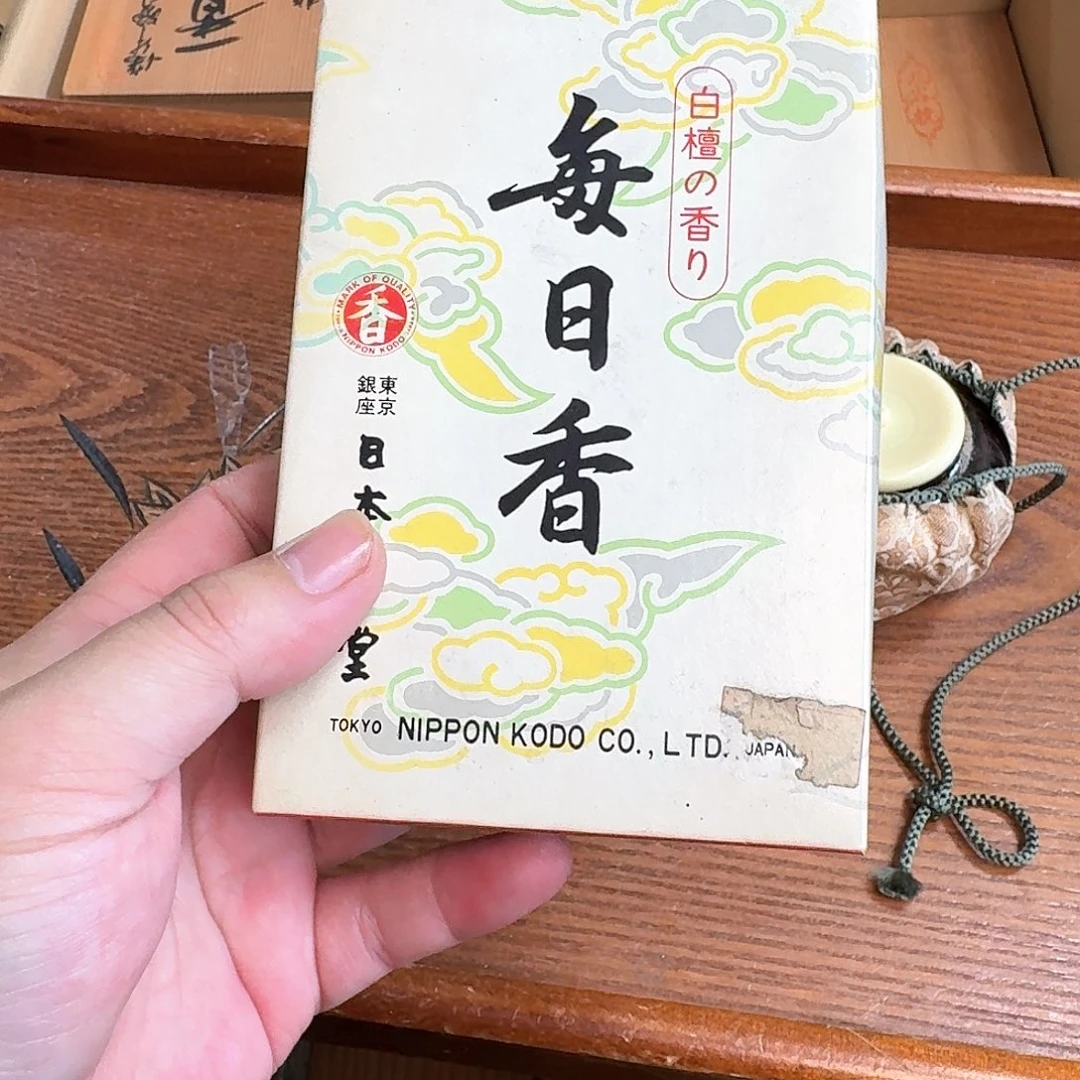 白檀の香り
毎日香
MARK OF QUALITY
香
NIPPON KODO
東京
銀座
日本
堂
TOKYO NIPPON KODO CO., LTD. JAPAN